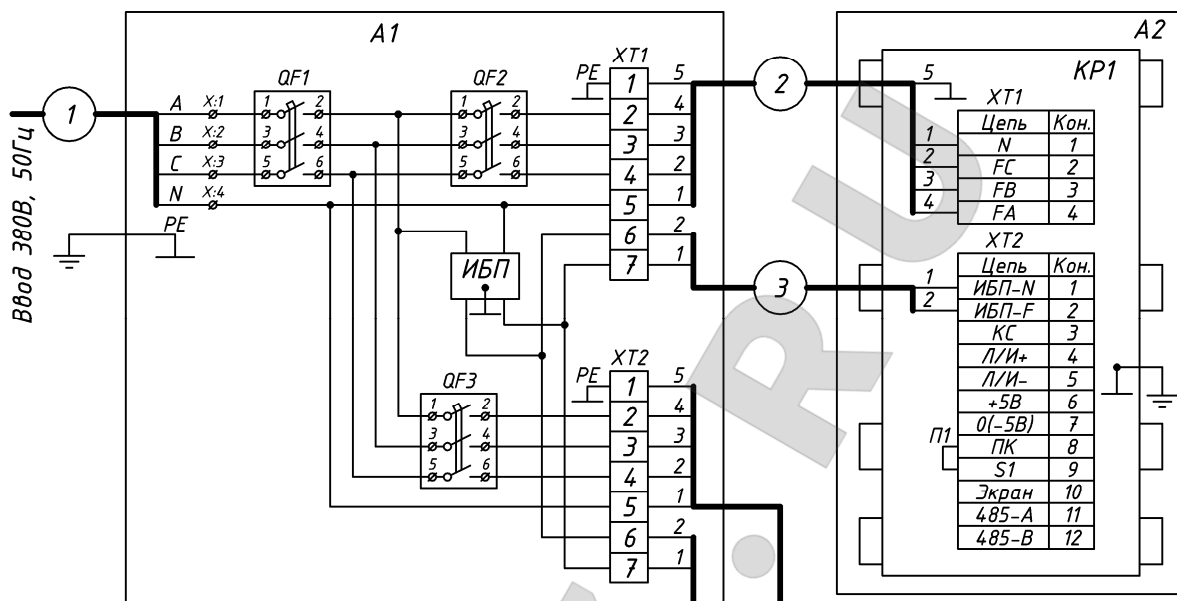 Ввод 380В, 50Гц
1
A1
A X:1
B X:2
C X:3
N X:4
PE
QF1
1 2
3 4
5 6
QF2
1 2
3 4
5 6
ИБП
QF3
1 2
3 4
5 6
XT1
PE 1 5
2 4
3 3
4 2
5 1
6 2
7 1
XT2
PE 1 5
2 4
3 3
4 2
5 1
6 2
7 1
2
3
A2
KP1
5
XT1
Цепь Кон.
1 N 1
2 FC 2
3 FB 3
4 FA 4
XT2
Цепь Кон.
1 ИБП-N 1
2 ИБП-F 2
КС 3
Л/И+ 4
Л/И- 5
+5В 6
0(-5В) 7
П1
ПК 8
S1 9
Экран 10
485-A 11
485-B 12
.RU